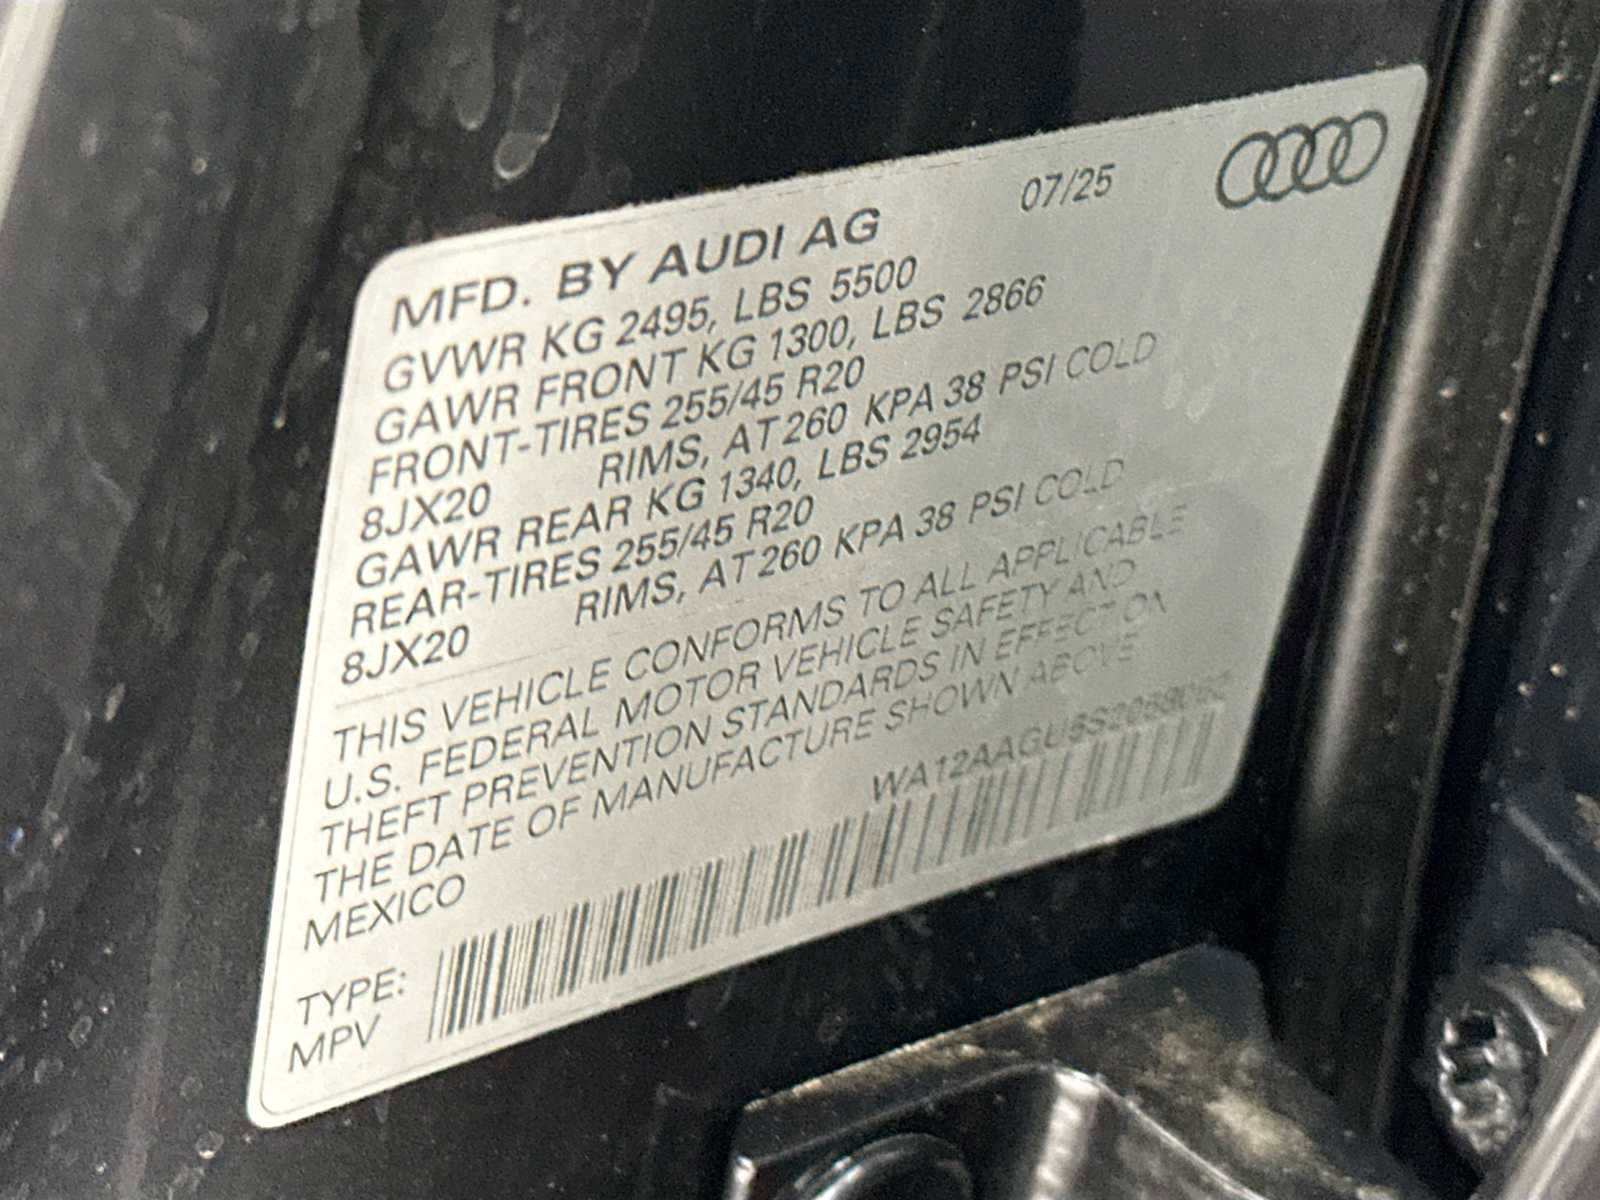 MFD. BY AUDI AG 07/25
GVWR KG 2495, LBS 5500
GAWR FRONT KG 1300, LBS 2866
FRONT-TIRES 255/45 R20
8JX20 RIMS, AT 260 KPA 38 PSI COLD
GAWR REAR KG 1340, LBS 2954
REAR-TIRES 255/45 R20
8JX20 RIMS, AT 260 KPA 38 PSI COLD
THIS VEHICLE CONFORMS TO ALL APPLICABLE
U.S. FEDERAL MOTOR VEHICLE SAFETY AND
THEFT PREVENTION STANDARDS IN EFFECT ON
THE DATE OF MANUFACTURE SHOWN ABOVE
MEXICO
TYPE:
MPV